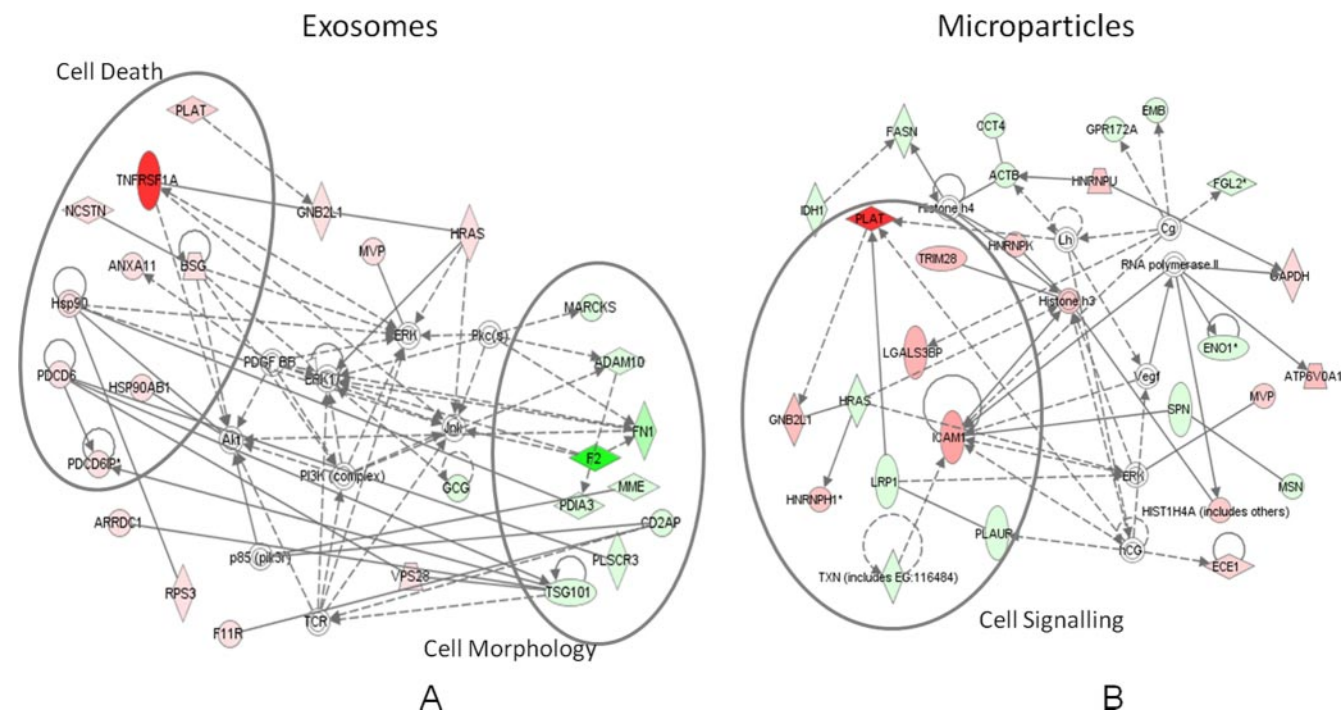 Exosomes
Microparticles
Cell Death
PLAT
TNFRSF1A
NCSTN
GNB2L1
HRAS
MVP
ANXA11
BSG
Hsp90
MARCKS
ERK
Pkc(s)
ADAM10
PDGF BB
ERK1/2
PDCD6
HSP90AB1
Akt
Jnk
FN1
F2
PDCD6IP*
PI3K (complex)
GCG
MME
PDIA3
ARRDC1
CD2AP
p85 (pik3r)
PLSCR3
VPS28
TSG101
RPS3
TCR
F11R
Cell Morphology
A
EMB
CCT4
GPR172A
FASN
ACTB
HNRNPU
FGL2*
IDH1
Histone h4
PLAT
Cg
Lh
HNRNPK
TRIM28
RNA polymerase II
GAPDH
Histone h3
LGALS3BP
ENO1*
Vegf
ATP6V0A1
HRAS
SPN
MVP
GNB2L1
ICAM1
LRP1
ERK
MSN
HNRNPH1*
HIST1H4A (includes others)
PLAUR
hCG
ECE1
TXN (includes EG:116484)
Cell Signalling
B